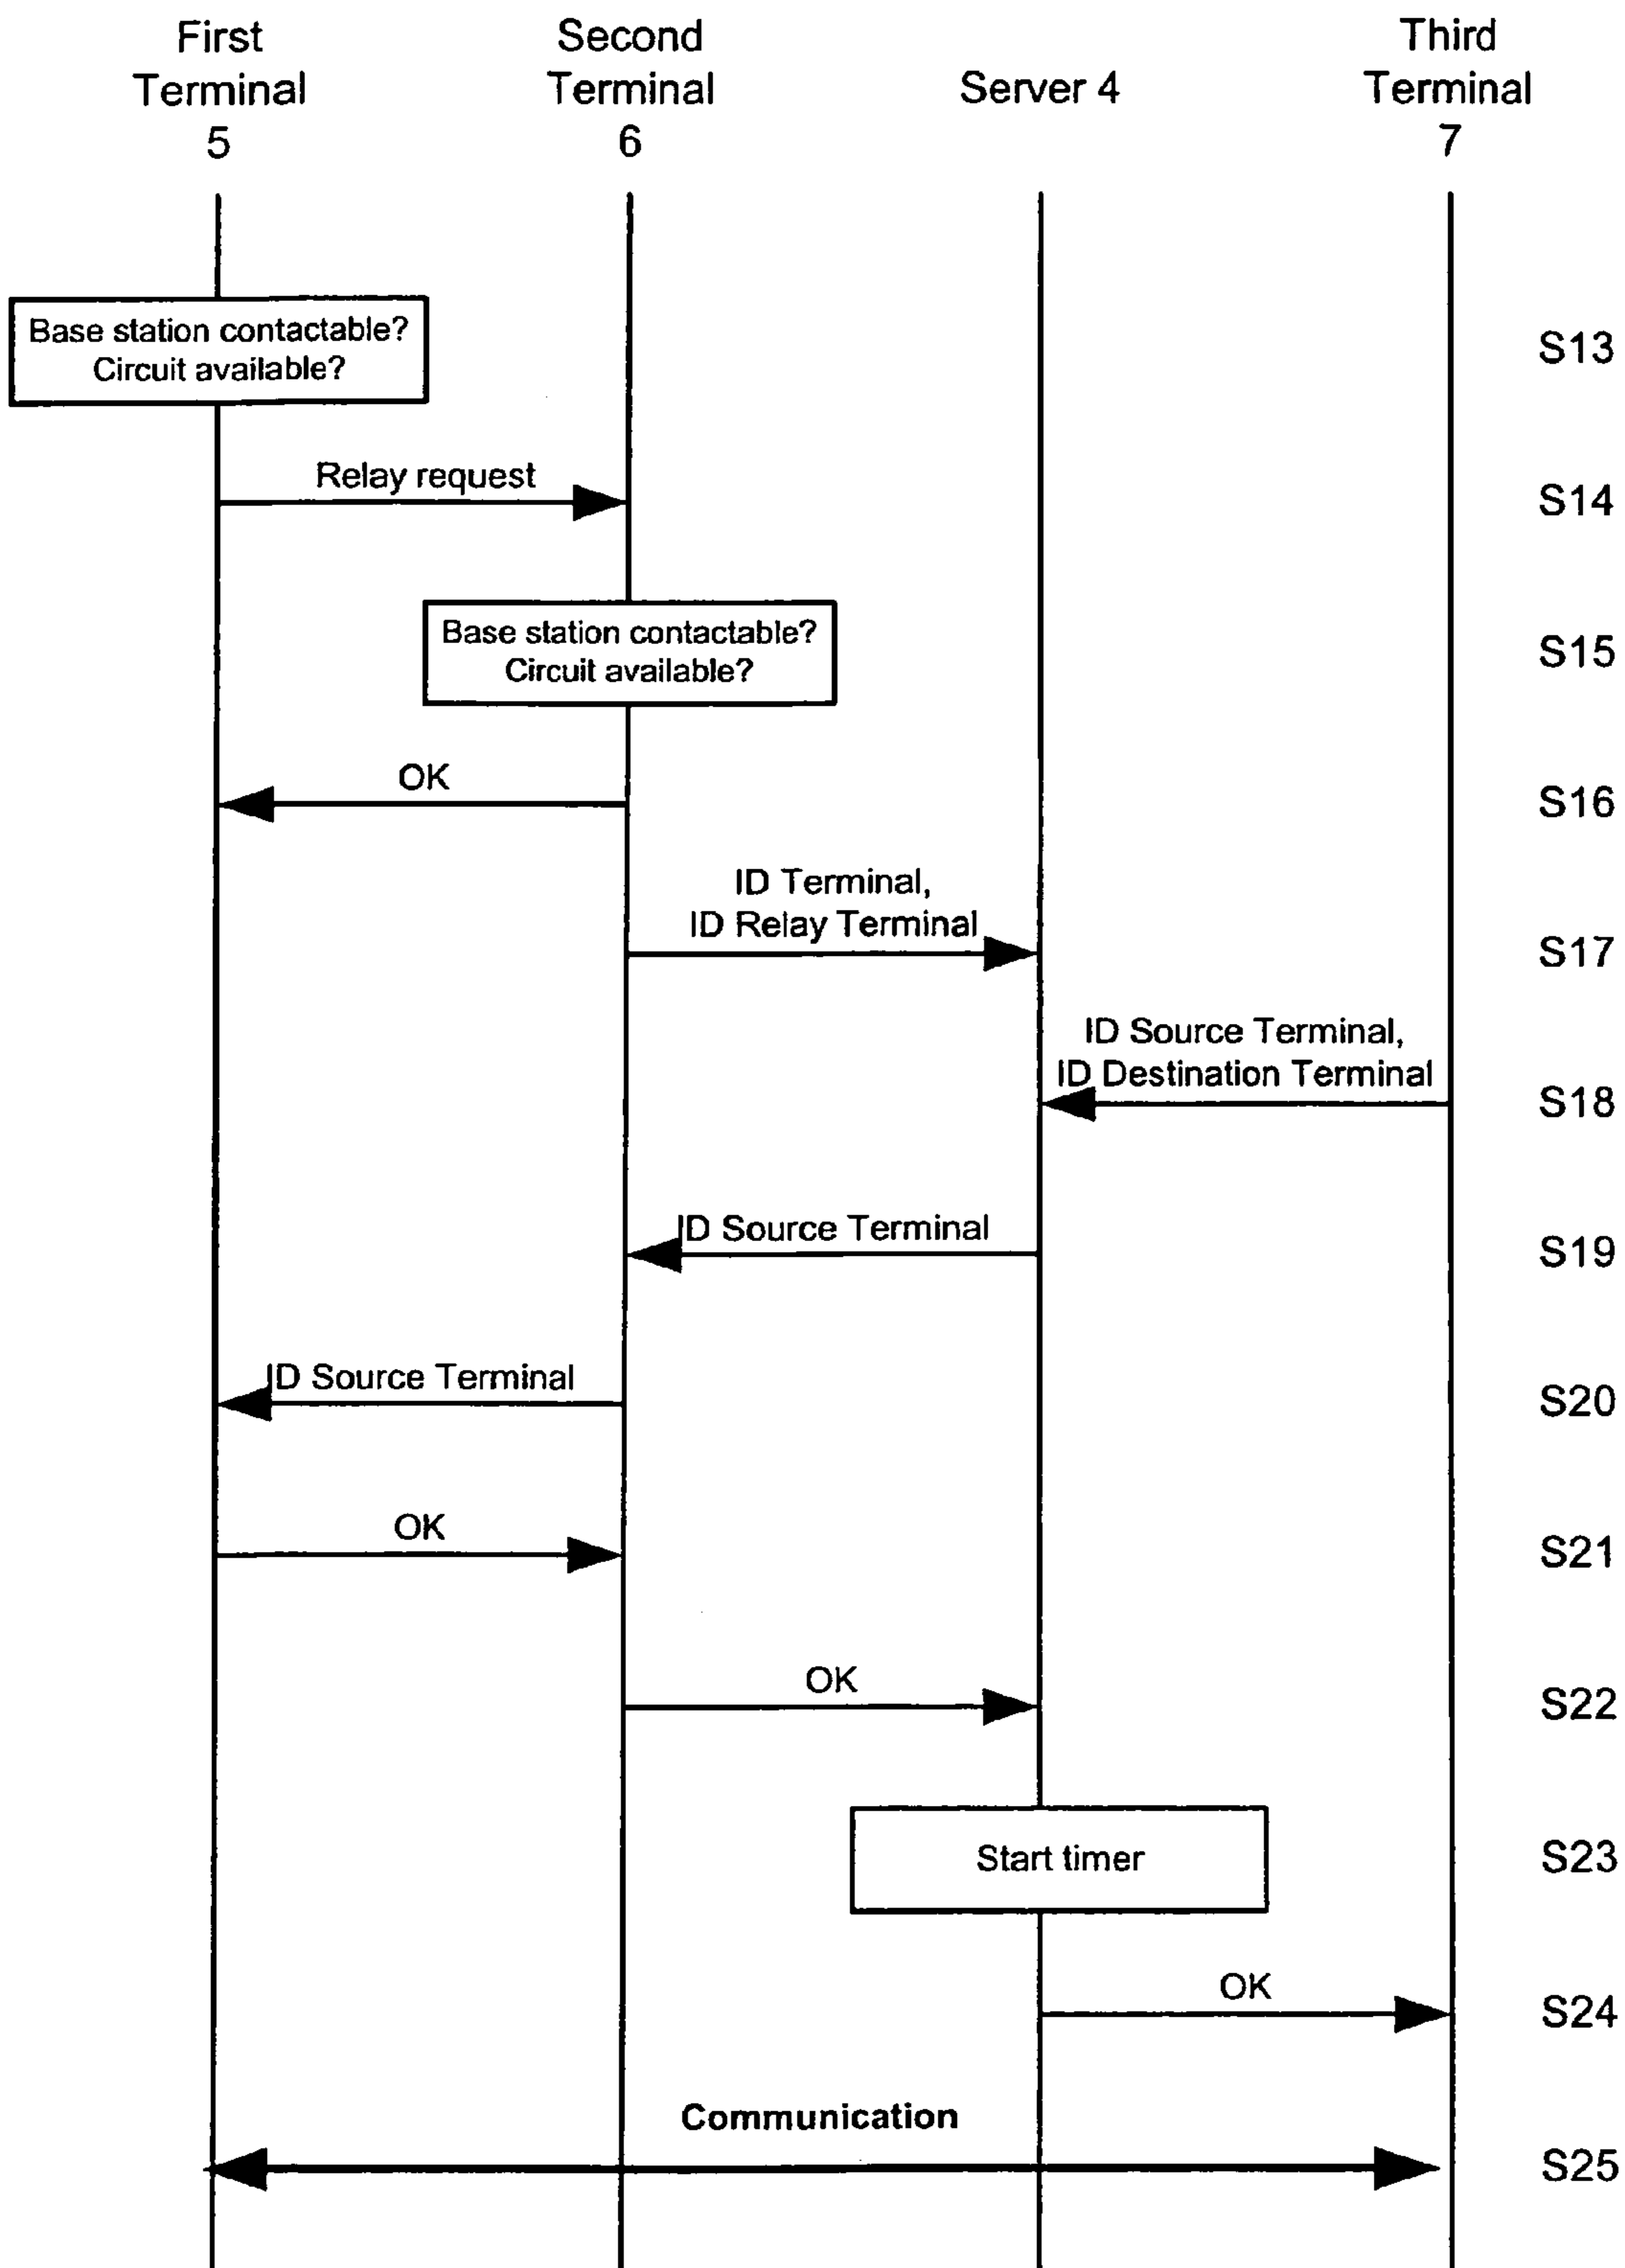 First
Terminal
5
Second
Terminal
6
Server 4
Third
Terminal
7
Base station contactable?
Circuit available?
S13
Relay request
S14
Base station contactable?
Circuit available?
S15
OK
S16
ID Terminal,
ID Relay Terminal
S17
ID Source Terminal,
ID Destination Terminal
S18
ID Source Terminal
S19
ID Source Terminal
S20
OK
S21
OK
S22
Start timer
S23
OK
S24
Communication
S25